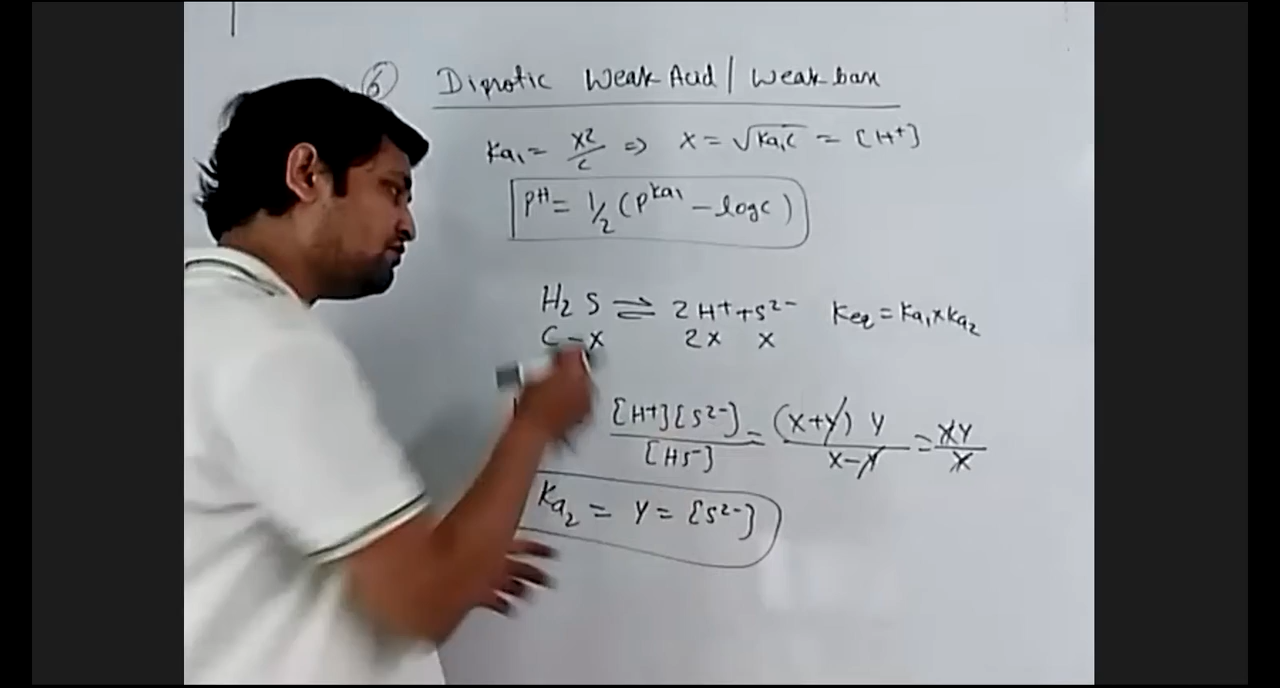 ⑥ Diprotic Weak Acid / Weak base
Ka₁ = X²/C ⇒ X = √Ka₁C = [H⁺]
pH = 1/2 (pKa₁ - log C)
H₂S ⇌ 2H⁺ + S²⁻ Keq = Ka₁ x Ka₂
C - X 2X X
[H⁺][S²⁻]/[HS⁻] = (X+Y) Y/X-Y = XY/X
Ka₂ = Y = [S²⁻]